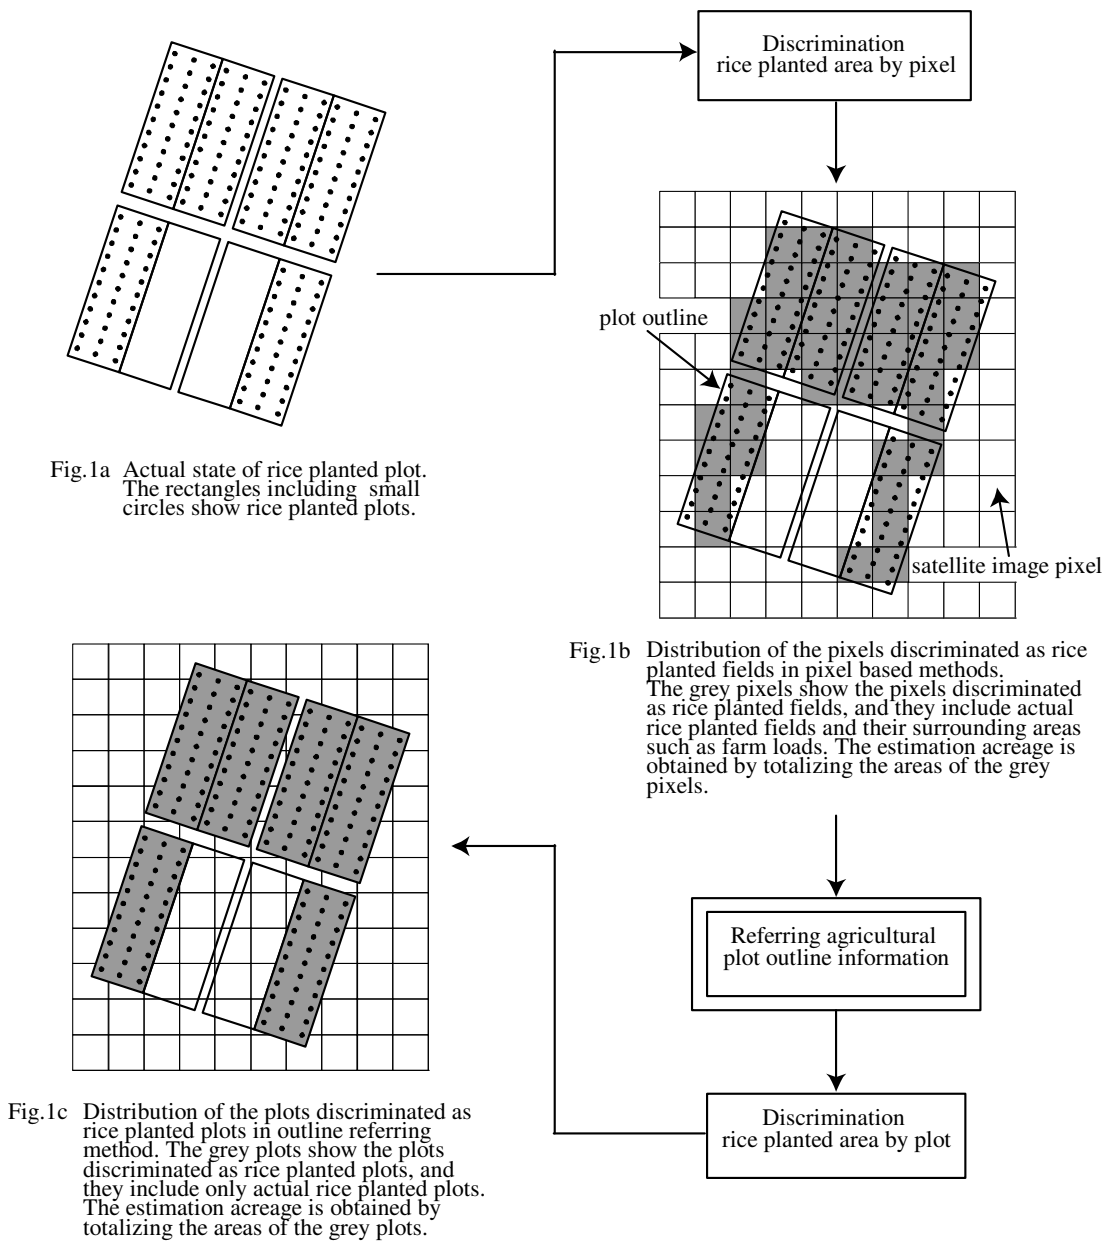 Discrimination
rice planted area by pixel
plot outline
Fig.1a Actual state of rice planted plot.
The rectangles including small
circles show rice planted plots.
satellite image pixel
Fig.1b Distribution of the pixels discriminated as rice
planted fields in pixel based methods.
The grey pixels show the pixels discriminated
as rice planted fields, and they include actual
rice planted fields and their surrounding areas
such as farm loads. The estimation acreage is
obtained by totalizing the areas of the grey
pixels.
Referring agricultural
plot outline information
Discrimination
rice planted area by plot
Fig.1c Distribution of the plots discriminated as
rice planted plots in outline referring
method. The grey plots show the plots
discriminated as rice planted plots, and
they include only actual rice planted plots.
The estimation acreage is obtained by
totalizing the areas of the grey plots.